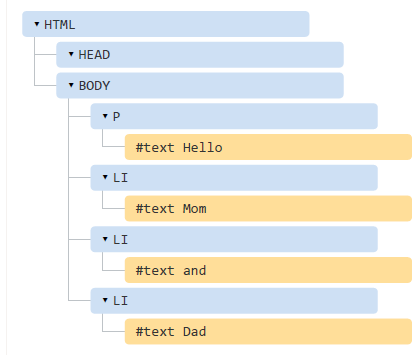 HTML
HEAD
BODY
P
#text Hello
LI
#text Mom
LI
#text and
LI
#text Dad